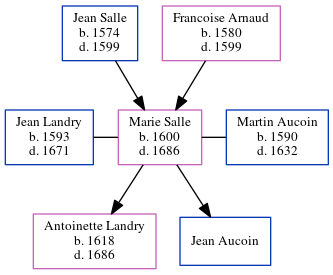 Jean Salle
b. 1574
d. 1599
Francoise Arnaud
b. 1580
d. 1599
Jean Landry
b. 1593
d. 1671
Marie Salle
b. 1600
d. 1686
Martin Aucoin
b. 1590
d. 1632
Antoinette Landry
b. 1618
d. 1686
Jean Aucoin